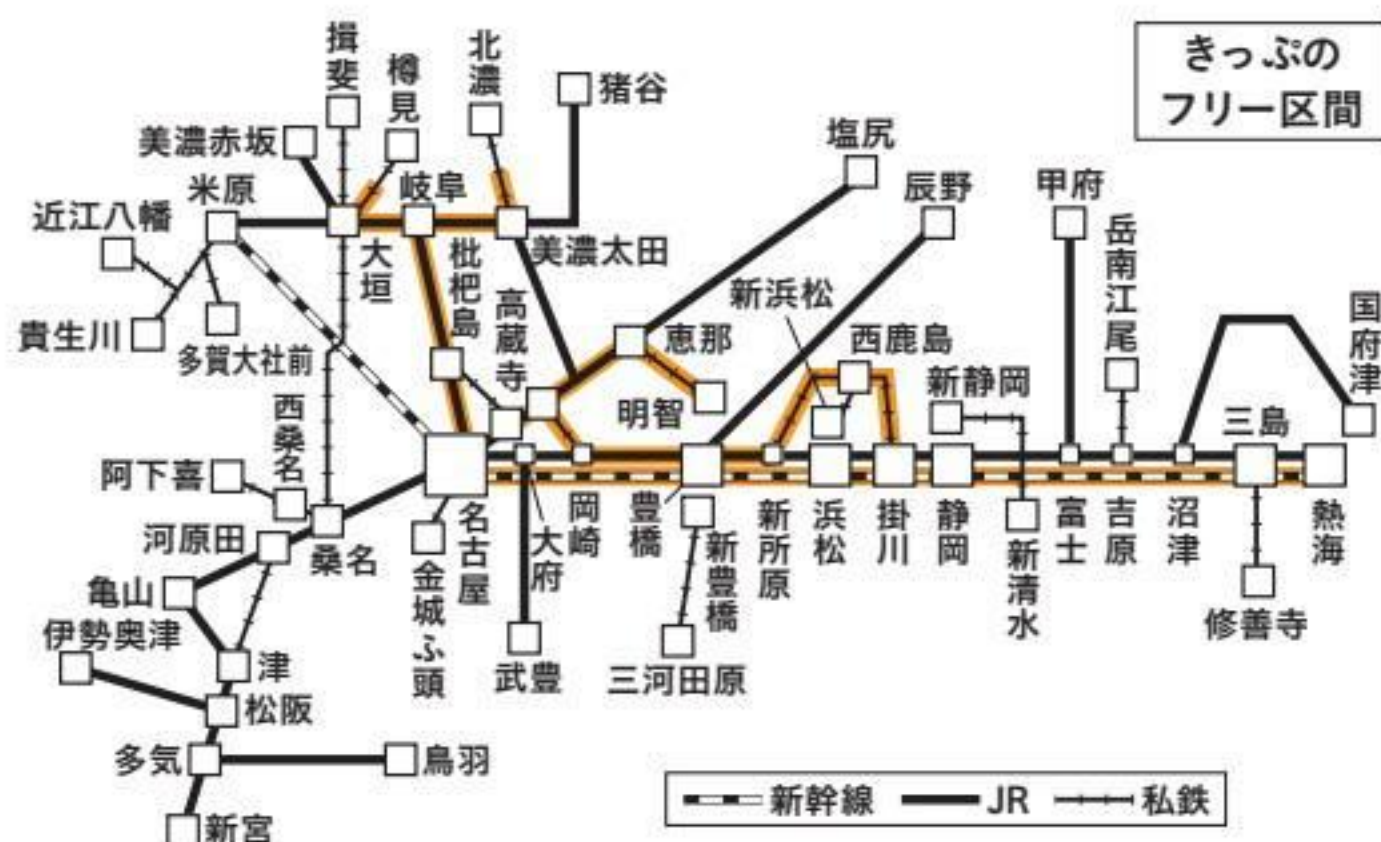 きっぷの
フリー区間
揖斐
樽見
北濃
猪谷
美濃赤坂
米原
岐阜
塩尻
辰野
甲府
近江八幡
大垣
枇杷島
美濃太田
岳南江尾
新浜松
高蔵寺
恵那
西鹿島
国府津
貴生川
多賀大社前
明智
新静岡
三島
西桑名
阿下喜
河原田
桑名
名古屋
大府
岡崎
豊橋
新豊橋
新所原
浜松
掛川
静岡
新清水
富士
吉原
沼津
熱海
亀山
金城ふ頭
伊勢奥津
津
武豊
三河田原
修善寺
松阪
多気
鳥羽
新宮
新幹線 JR 私鉄